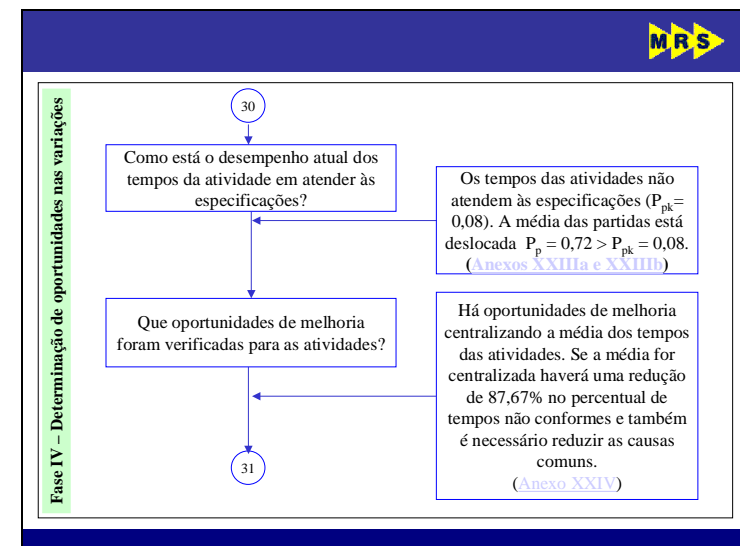 MRS
Fase IV – Determinação de oportunidades nas variações
30
Como está o desempenho atual dos
tempos da atividade em atender às
especificações?
Os tempos das atividades não
atendem às especificações (Ppk=
0,08). A média das partidas está
deslocada Pp = 0,72 > Ppk = 0,08.
(Anexos XXIIIa e XXIIIb)
Que oportunidades de melhoria
foram verificadas para as atividades?
Há oportunidades de melhoria
centralizando a média dos tempos
das atividades. Se a média for
centralizada haverá uma redução
de 87,67% no percentual de
tempos não conformes e também
é necessário reduzir as causas
comuns.
(Anexo XXIV)
31